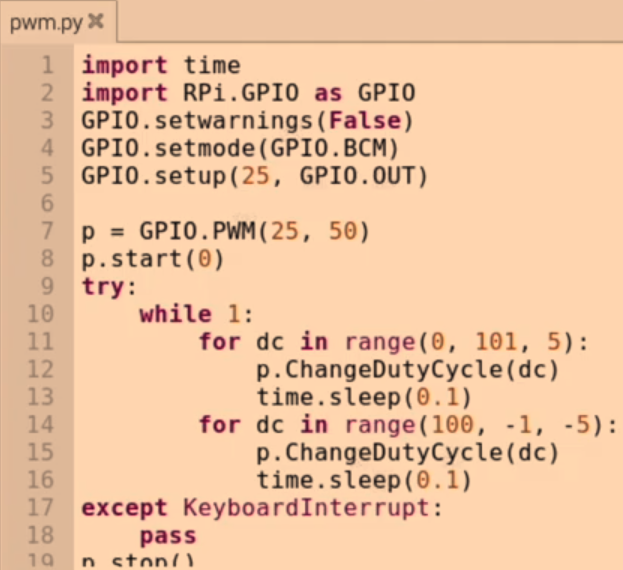 pwm.py ✖
1 import time
2 import RPi.GPIO as GPIO
3 GPIO.setwarnings(False)
4 GPIO.setmode(GPIO.BCM)
5 GPIO.setup(25, GPIO.OUT)
6
7 p = GPIO.PWM(25, 50)
8 p.start(0)
9 try:
10     while 1:
11         for dc in range(0, 101, 5):
12             p.ChangeDutyCycle(dc)
13             time.sleep(0.1)
14         for dc in range(100, -1, -5):
15             p.ChangeDutyCycle(dc)
16             time.sleep(0.1)
17 except KeyboardInterrupt:
18     pass
19 p.stop()